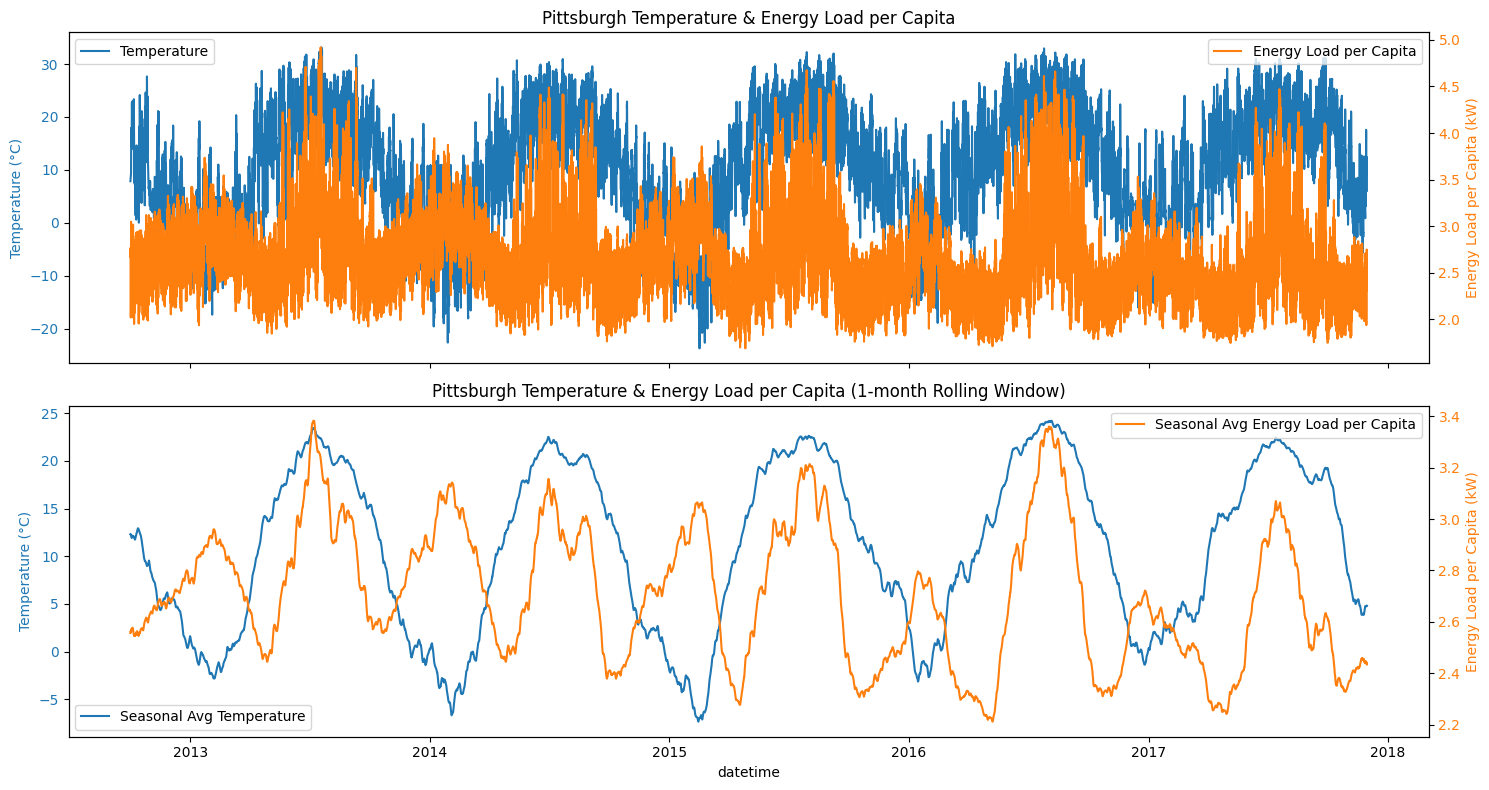 Pittsburgh Temperature & Energy Load per Capita
Temperature
Energy Load per Capita
Temperature (°C)
30
20
10
0
−10
−20
5.0
4.5
4.0
3.5
3.0
2.5
2.0
Energy Load per Capita (kW)
Pittsburgh Temperature & Energy Load per Capita (1-month Rolling Window)
Seasonal Avg Energy Load per Capita
Seasonal Avg Temperature
Temperature (°C)
25
20
15
10
5
0
−5
3.4
3.2
3.0
2.8
2.6
2.4
2.2
Energy Load per Capita (kW)
2013 2014 2015 2016 2017 2018
datetime